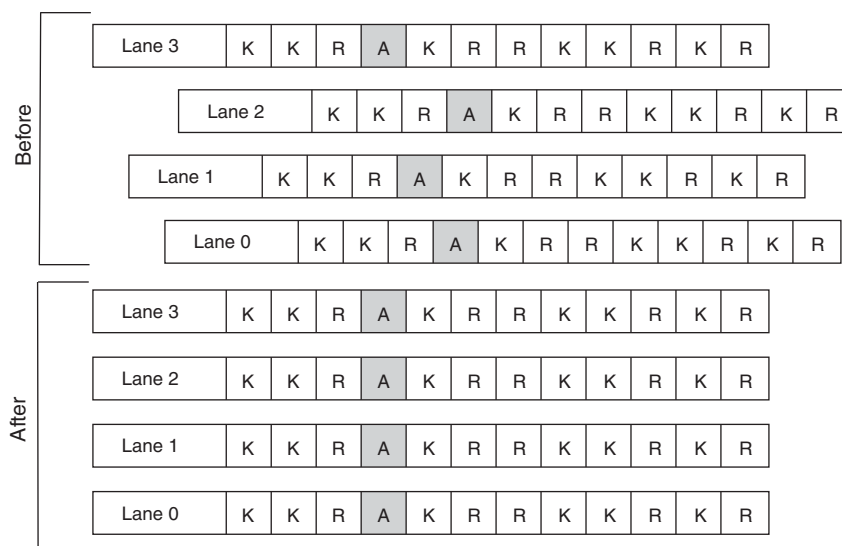 Before
Lane 3 K K R A K R R K K R K R
Lane 2 K K R A K R R K K R K R
Lane 1 K K R A K R R K K R K R
Lane 0 K K R A K R R K K R K R
After
Lane 3 K K R A K R R K K R K R
Lane 2 K K R A K R R K K R K R
Lane 1 K K R A K R R K K R K R
Lane 0 K K R A K R R K K R K R